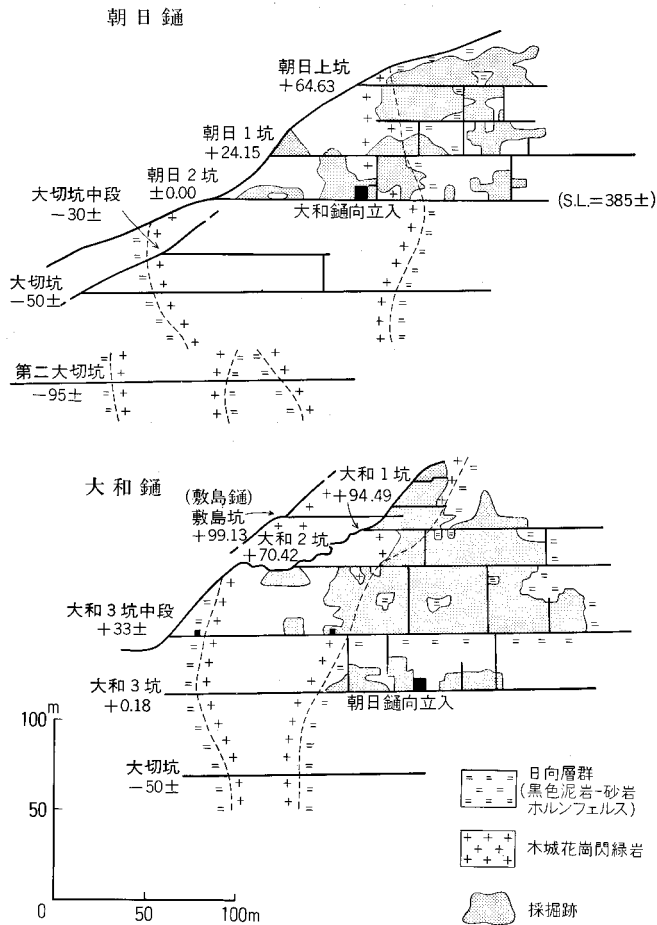 朝日鎚
朝日上坑
+64.63
朝日1坑
+24.15
朝日2坑
±0.00
大切坑中段
−30±
大和鎚向立入
(S.L.=385±)
大切坑
−50±
第二大切坑
−95±
大和鎚
(敷島鎚)
敷島坑
+99.13
大和1坑
+94.49
大和2坑
+70.42
大和3坑中段
+33±
大和3坑
+0.18
朝日鎚向立入
大切坑
−50±
100m
50
0
50
100m
日向層群
(黒色泥岩-砂岩
ホルンフェルス)
木城花崗閃緑岩
採掘跡